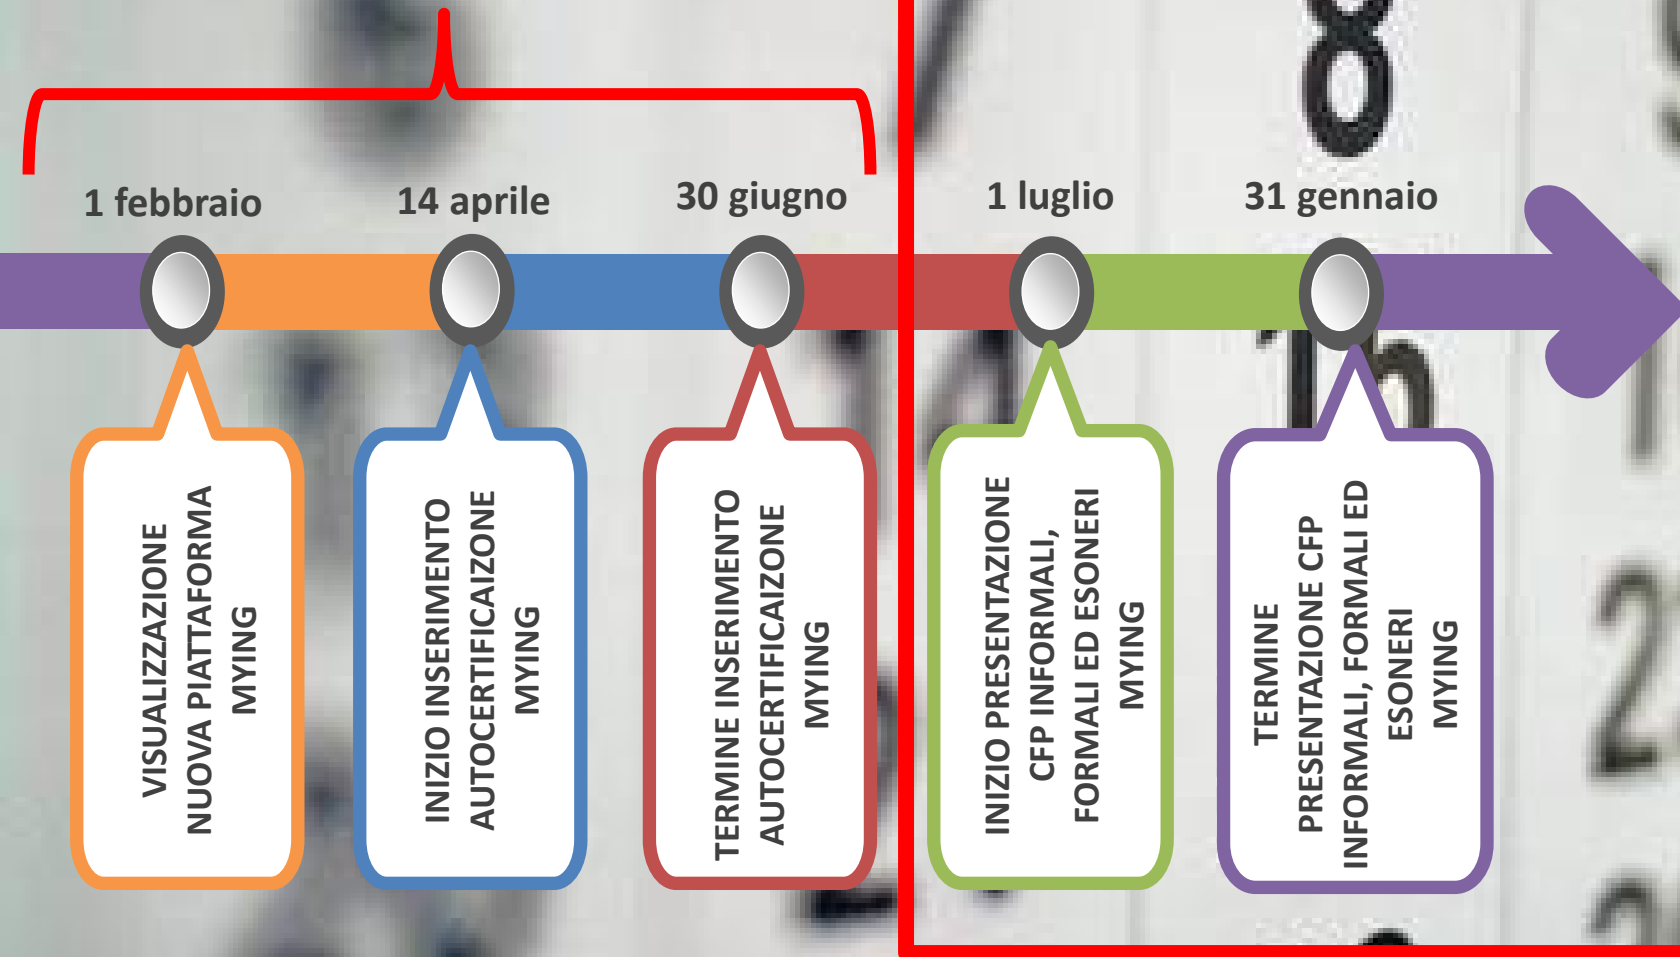 1 febbraio
14 aprile
30 giugno
1 luglio
31 gennaio
VISUALIZZAZIONE
NUOVA PIATTAFORMA
MYING
INIZIO INSERIMENTO
AUTOCERTIFICAIZONE
MYING
TERMINE INSERIMENTO
AUTOCERTIFICAIZONE
MYING
INIZIO PRESENTAZIONE
CFP INFORMALI,
FORMALI ED ESONERI
MYING
TERMINE
PRESENTAZIONE CFP
INFORMALI, FORMALI ED
ESONERI
MYING
8